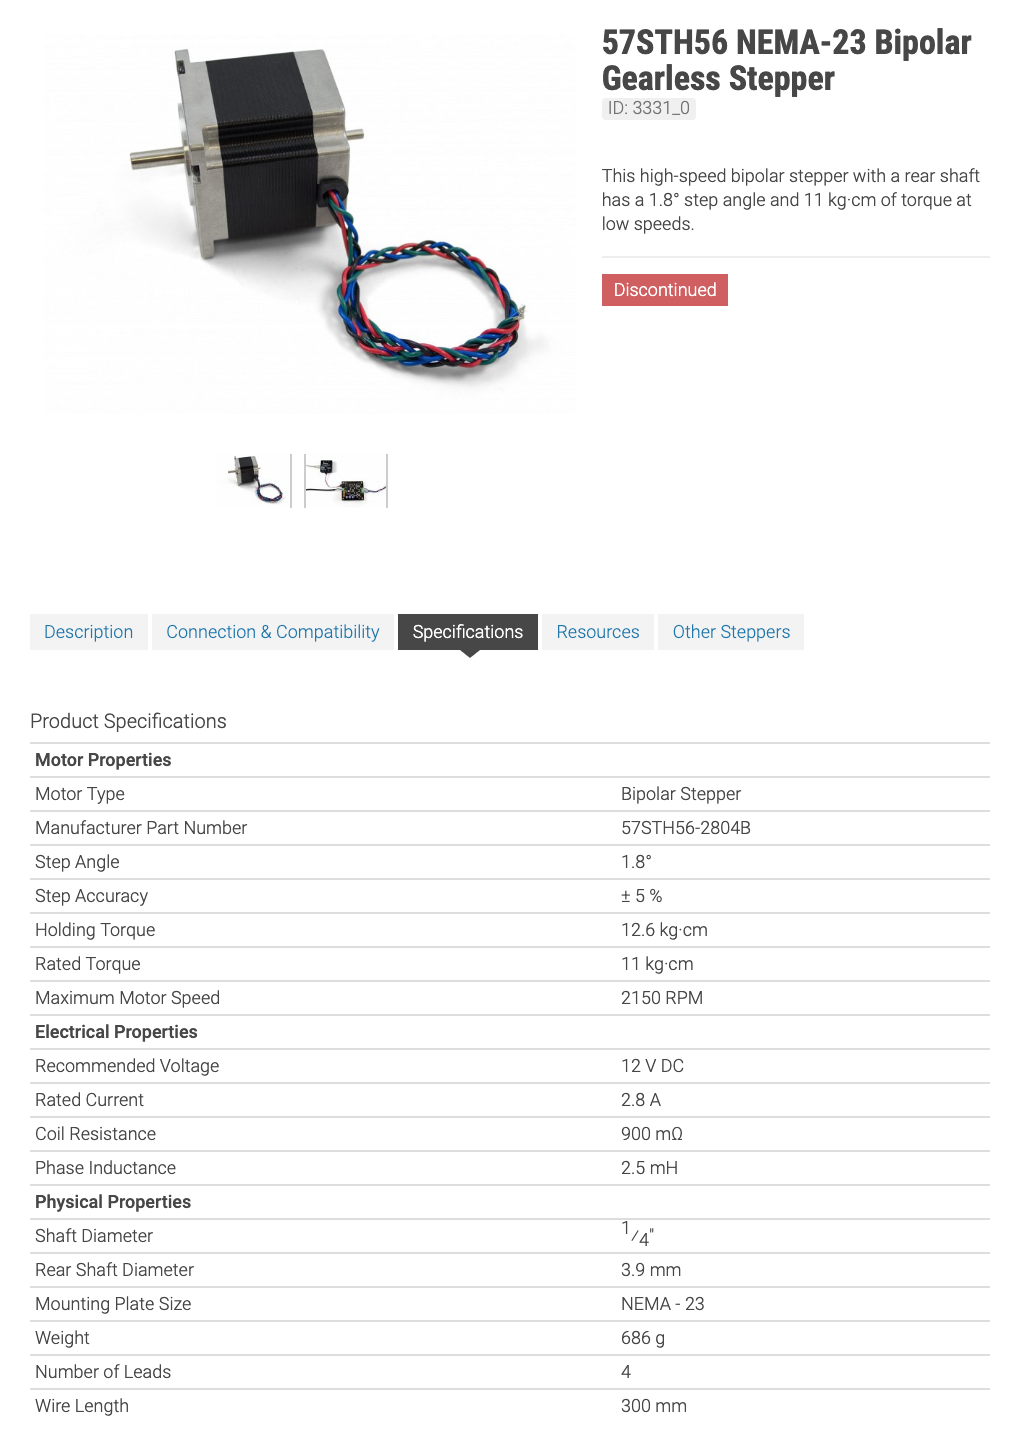 57STH56 NEMA-23 Bipolar
Gearless Stepper
ID: 3331_0
This high-speed bipolar stepper with a rear shaft
has a 1.8° step angle and 11 kg·cm of torque at
low speeds.
Discontinued
Description Connection & Compatibility Specifications Resources Other Steppers
Product Specifications
Motor Properties
Motor Type Bipolar Stepper
Manufacturer Part Number 57STH56-2804B
Step Angle 1.8°
Step Accuracy ± 5 %
Holding Torque 12.6 kg·cm
Rated Torque 11 kg·cm
Maximum Motor Speed 2150 RPM
Electrical Properties
Recommended Voltage 12 V DC
Rated Current 2.8 A
Coil Resistance 900 mΩ
Phase Inductance 2.5 mH
Physical Properties
Shaft Diameter 1/4"
Rear Shaft Diameter 3.9 mm
Mounting Plate Size NEMA - 23
Weight 686 g
Number of Leads 4
Wire Length 300 mm